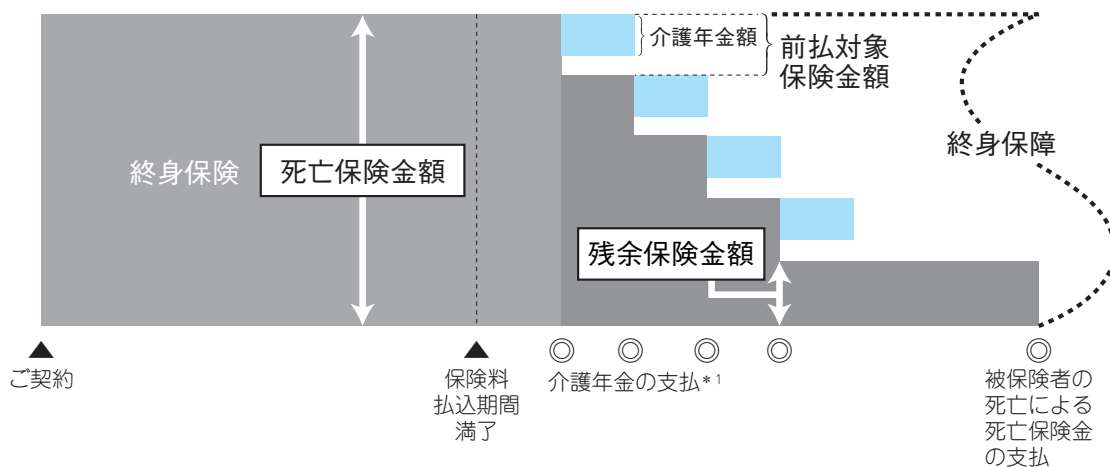 介護年金額
前払対象
保険金額
終身保障
終身保険
死亡保険金額
残余保険金額
ご契約
保険料
払込期間
満了
介護年金の支払*1
被保険者の
死亡による
死亡保険金
の支払